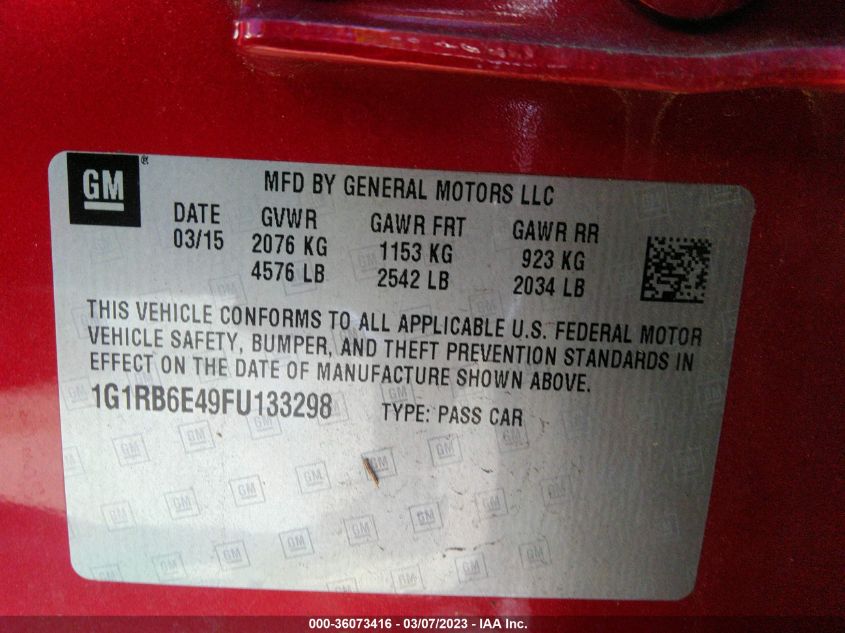 GM®
MFD BY GENERAL MOTORS LLC
DATE GVWR GAWR FRT GAWR RR
03/15 2076 KG 1153 KG 923 KG
4576 LB 2542 LB 2034 LB
THIS VEHICLE CONFORMS TO ALL APPLICABLE U.S. FEDERAL MOTOR
VEHICLE SAFETY, BUMPER, AND THEFT PREVENTION STANDARDS IN
EFFECT ON THE DATE OF MANUFACTURE SHOWN ABOVE.
1G1RB6E49FU133298 TYPE: PASS CAR
000-36073416 — 03/07/2023 — IAA Inc.